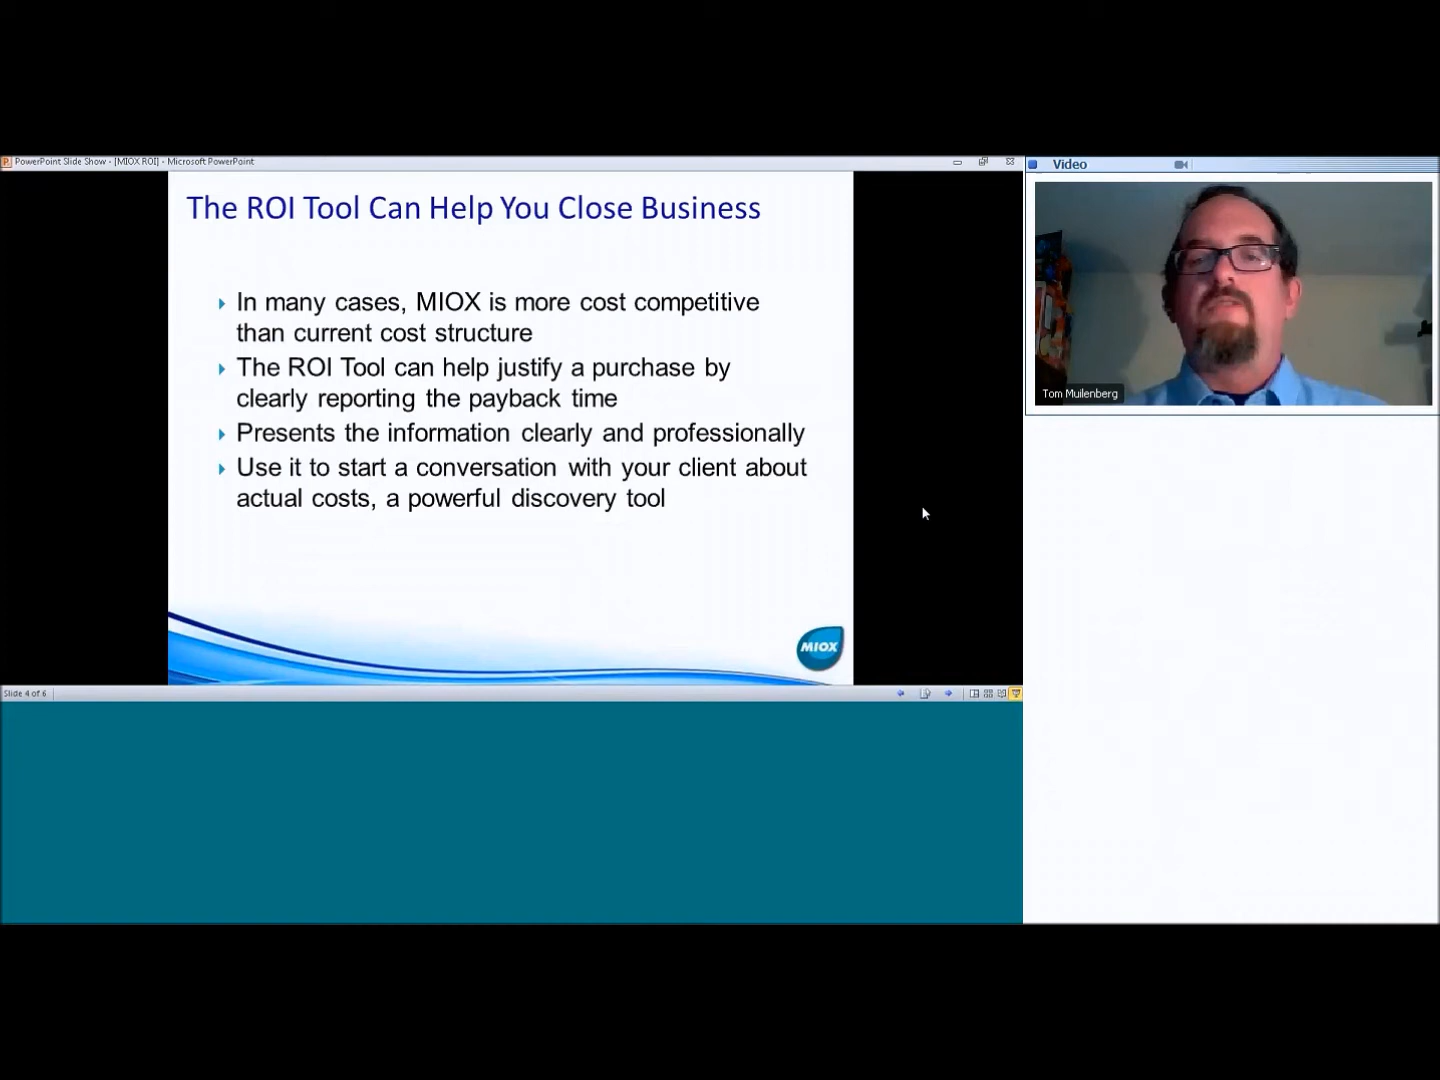 PowerPoint Slide Show - [MIOX ROI] - Microsoft PowerPoint
The ROI Tool Can Help You Close Business
In many cases, MIOX is more cost competitive
than current cost structure
The ROI Tool can help justify a purchase by
clearly reporting the payback time
Presents the information clearly and professionally
Use it to start a conversation with your client about
actual costs, a powerful discovery tool
MIOX
Slide 4 of 6
Video
Tom Muilenberg